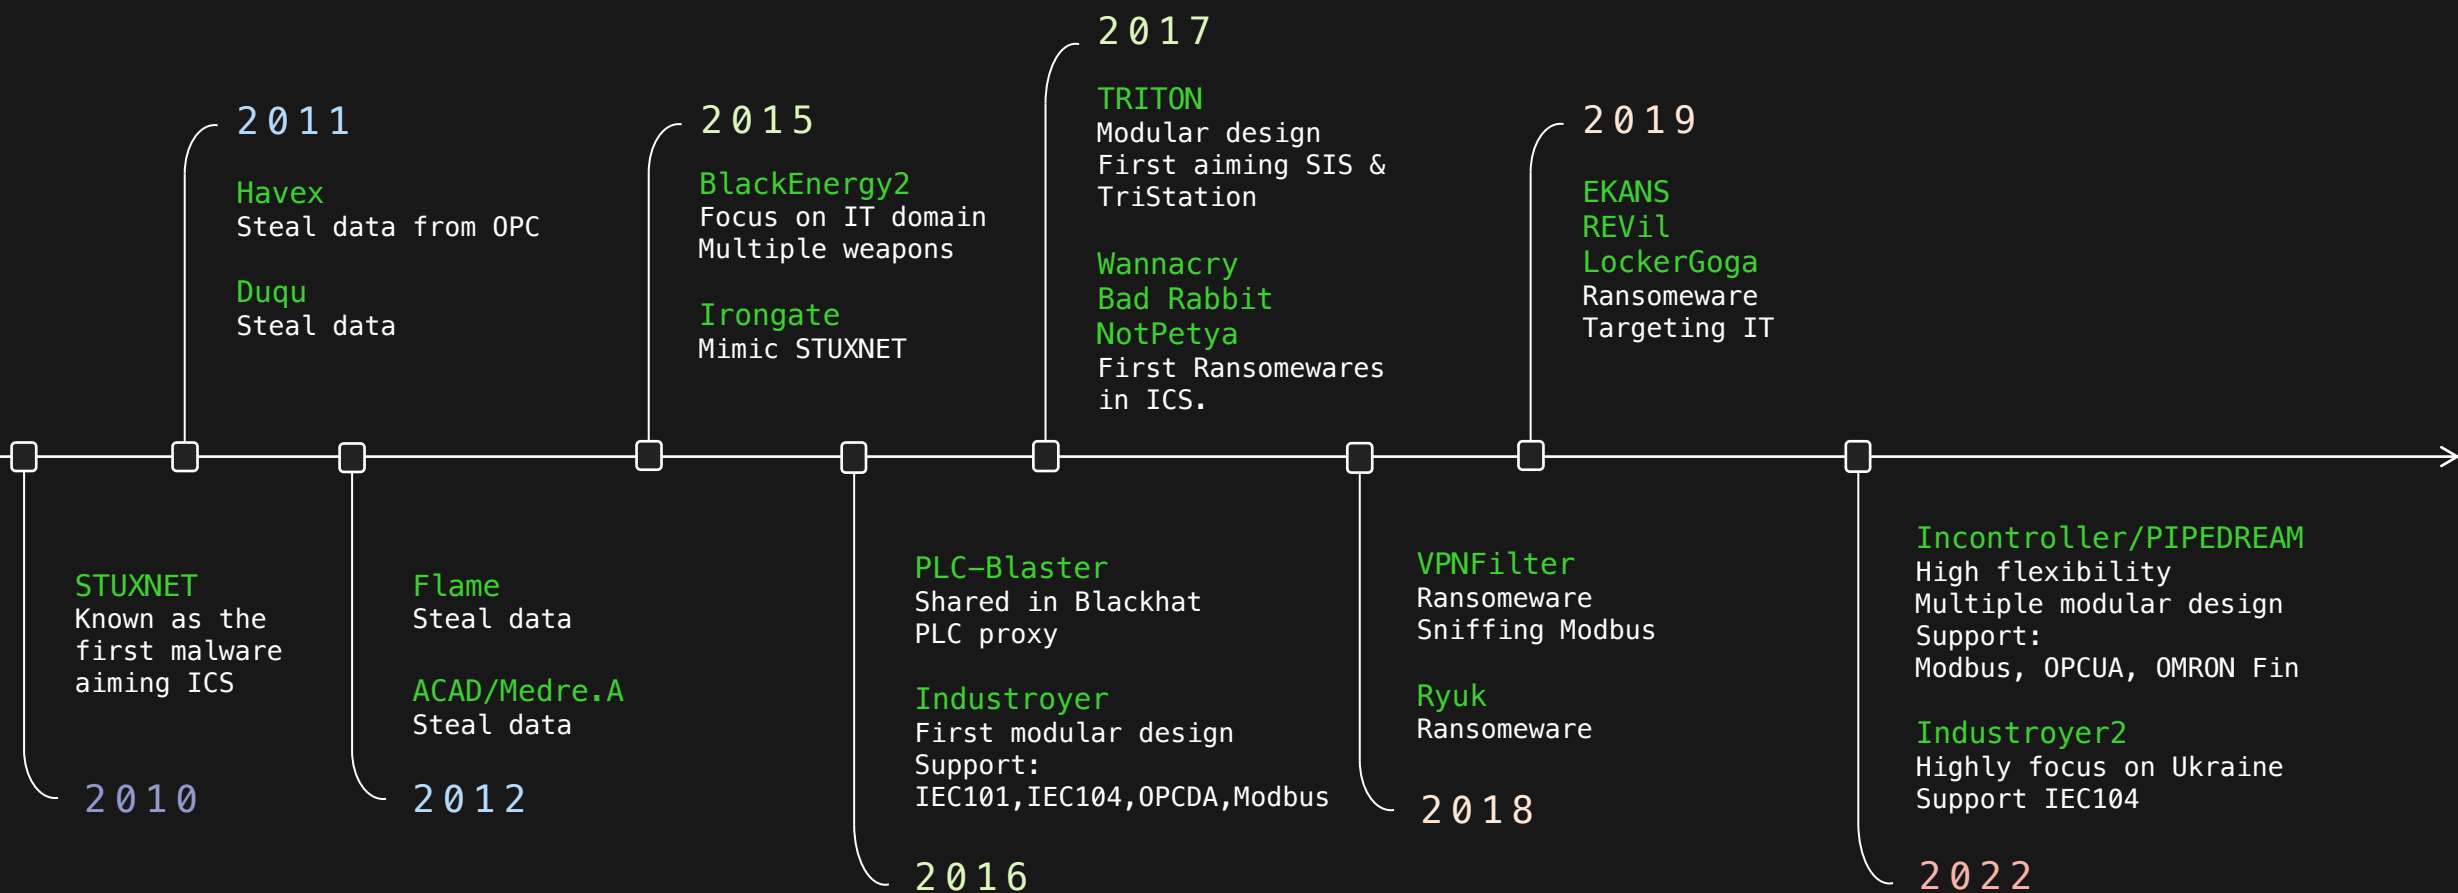 2010
STUXNET
Known as the
first malware
aiming ICS
2011
Havex
Steal data from OPC
Duqu
Steal data
2012
Flame
Steal data
ACAD/Medre.A
Steal data
2015
BlackEnergy2
Focus on IT domain
Multiple weapons
Irongate
Mimic STUXNET
2016
PLC-Blaster
Shared in Blackhat
PLC proxy
Industroyer
First modular design
Support:
IEC101,IEC104,OPCDA,Modbus
2017
TRITON
Modular design
First aiming SIS &
TriStation
Wannacry
Bad Rabbit
NotPetya
First Ransomewares
in ICS.
2018
VPNFilter
Ransomeware
Sniffing Modbus
Ryuk
Ransomeware
2019
EKANS
REVil
LockerGoga
Ransomeware
Targeting IT
2022
Incontroller/PIPEDREAM
High flexibility
Multiple modular design
Support:
Modbus, OPCUA, OMRON Fin
Industroyer2
Highly focus on Ukraine
Support IEC104